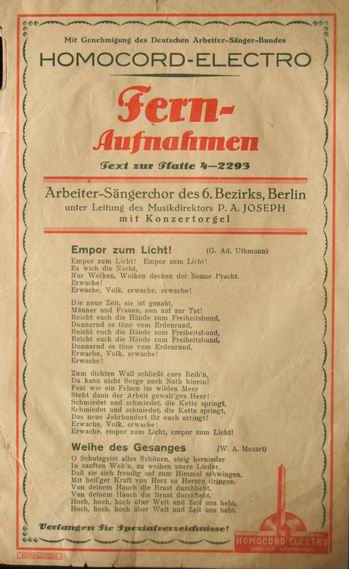 Mit Genehmigung des Deutschen Arbeiter-Sänger-Bundes
HOMOCORD-ELECTRO
Fern-
Aufnahmen
Text zur Platte 4—2293
Arbeiter-Sängerchor des 6. Bezirks, Berlin
unter Leitung des Musikdirektors P. A. JOSEPH
mit Konzertorgel
Empor zum Licht! (G. Ad. Uthmann)
Empor zum Licht! Empor zum Licht!
Es wich die Nacht,
Nur Wolken, Wolken decken der Sonne Pracht.
Erwache!
Erwache, Volk, erwache, erwache!
Die neue Zeit, sie ist genaht,
Männer und Frauen, nun auf zur Tat!
Reicht euch die Hände zum Freiheitsbund,
Donnernd es töne vom Erdenrund,
Reicht euch die Hände zum Freiheitsbund,
Reicht euch die Hände zum Freiheitsbund,
Donnernd es töne vom Erdenrund.
Erwache, Volk, erwache!
Erwache!
Zum dichten Wall schließt eure Reih'n,
Da kann nicht Sorge noch Noth hinein!
Fest wie ein Felsen im wilden Meer
Steht dann der Arbeit gewalt'ges Heer!
Schmiedet und schmiedet, die Kette springt,
Schmiedet und schmiedet, die Kette springt,
Das neue Jahrhundert ihr euch erringt!
Erwache, Volk, erwache!
Erwache, empor zum Licht, empor zum Licht!
Weihe des Gesanges (W. A. Mozart)
O Schutzgeist alles Schönen, steig hernieder
In sanften Weh'n, zu weihen unsre Lieder,
Daß sie sich freudig auf zum Himmel schwingen,
Mit heil'ger Kraft von Herz zu Herzen dringen.
Von deinem Hauch die Brust durchbebt,
Von deinem Hauch die Brust durchbebt,
Hoch, hoch, hoch über Welt und Zeit uns hebt,
Hoch, hoch, hoch über Welt und Zeit uns hebt.
Verlangen Sie Spezialverzeichnisse!
HOMOCORD ELECTRO